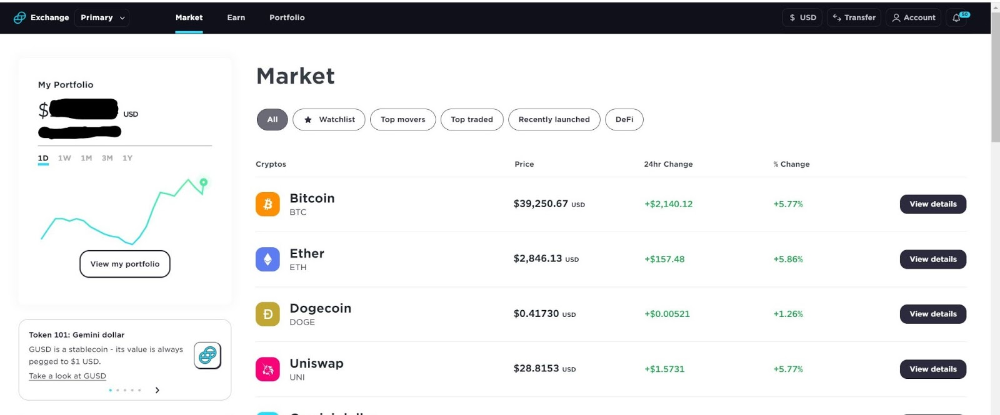 Exchange Primary Market Earn Portfolio $ USD Transfer Account 50
My Portfolio
$ USD
1D 1W 1M 3M 1Y
View my portfolio
Token 101: Gemini dollar
GUSD is a stablecoin - its value is always
pegged to $1 USD.
Take a look at GUSD
Market
All Watchlist Top movers Top traded Recently launched DeFi
Cryptos Price 24hr Change % Change
Bitcoin
BTC
$39,250.67 USD +$2,140.12 +5.77% View details
Ether
ETH
$2,846.13 USD +$157.48 +5.86% View details
Dogecoin
DOGE
$0.41730 USD +$0.00521 +1.26% View details
Uniswap
UNI
$28.8153 USD +$1.5731 +5.77% View details